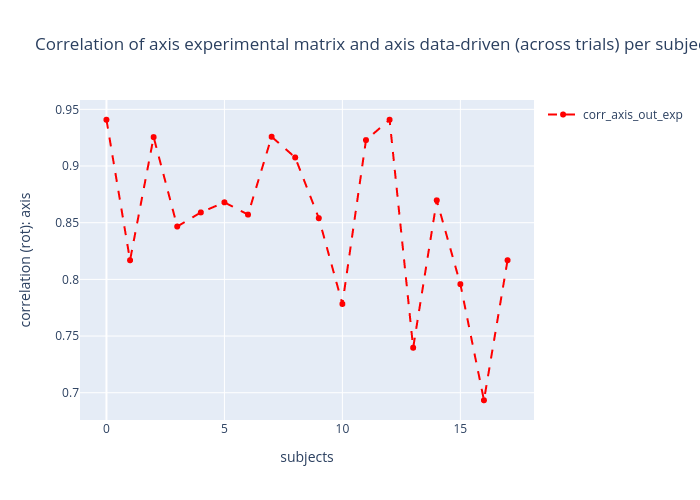 Correlation of axis experimental matrix and axis data-driven (across trials) per
corr_axis_out_exp
correlation (rot): axis
0.95
0.9
0.85
0.8
0.75
0.7
0
5
10
15
subjects